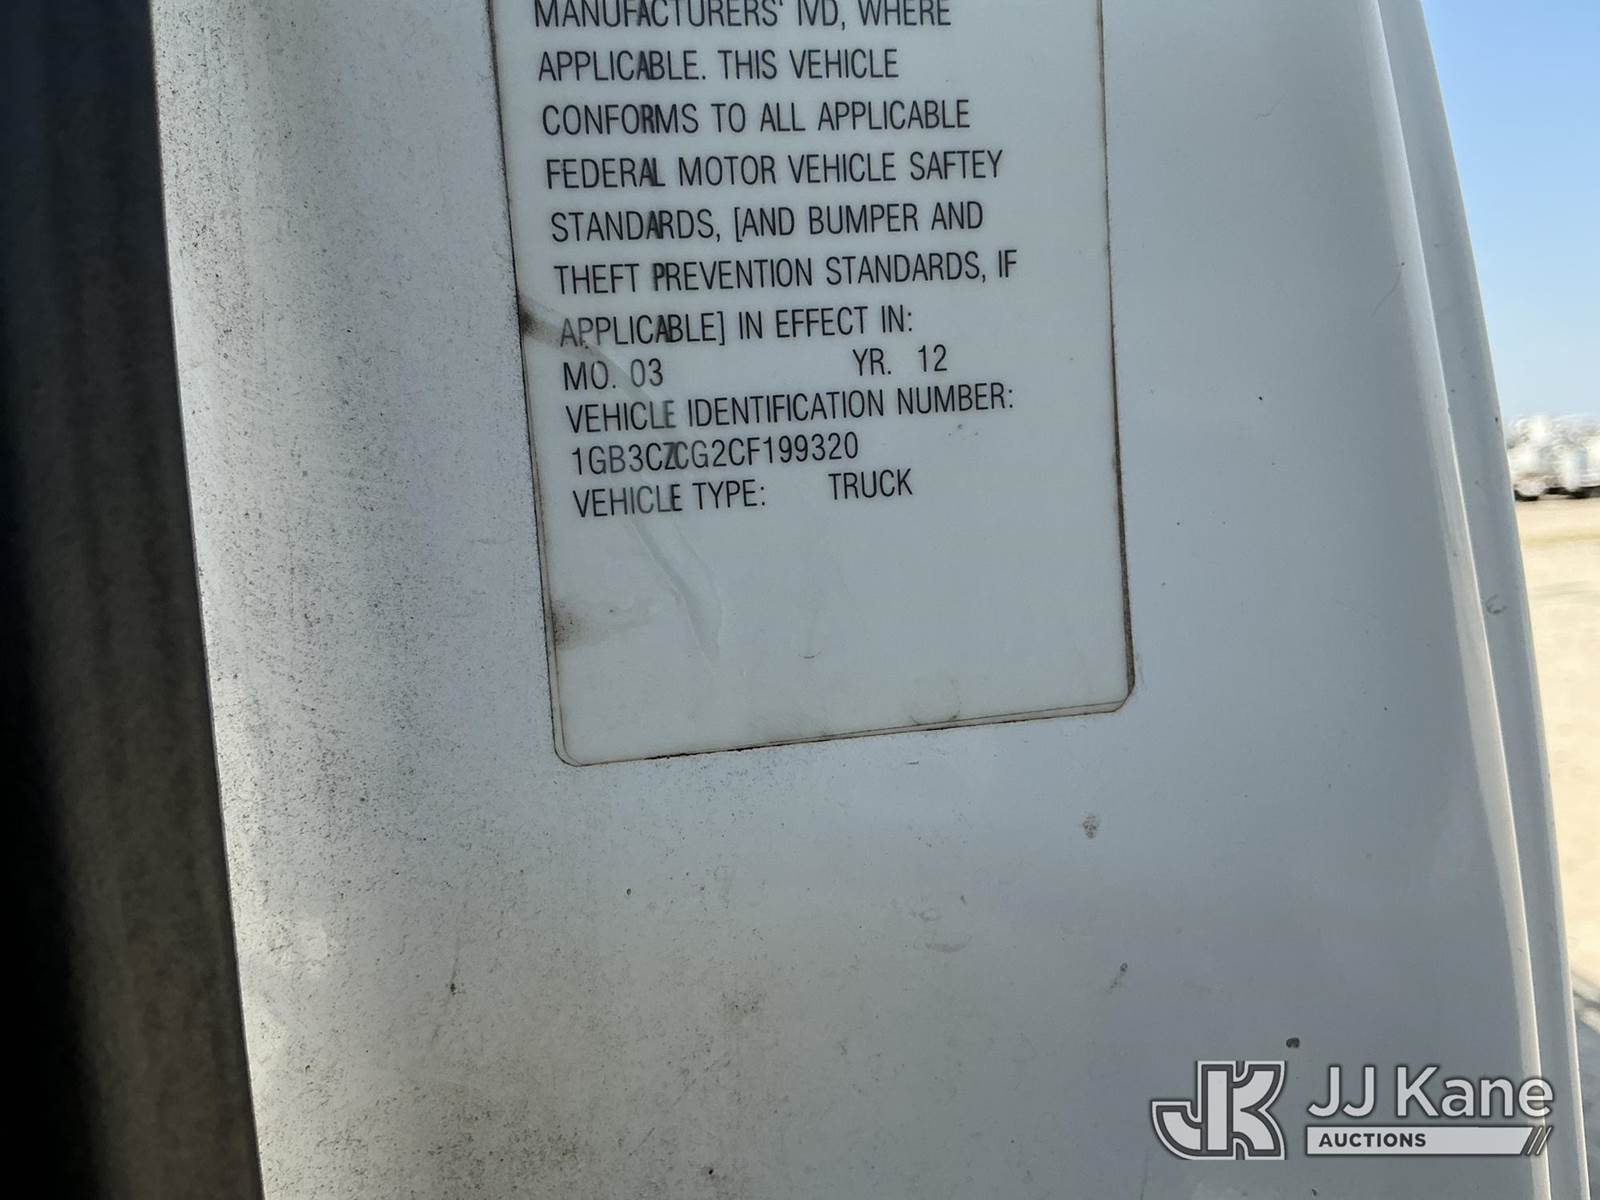 MANUFACTURERS' IVD, WHERE
APPLICABLE. THIS VEHICLE
CONFORMS TO ALL APPLICABLE
FEDERAL MOTOR VEHICLE SAFTEY
STANDARDS, [AND BUMPER AND
THEFT PREVENTION STANDARDS, IF
APPLICABLE] IN EFFECT IN:
MO. 03 YR. 12
VEHICLE IDENTIFICATION NUMBER:
1GB3CZCG2CF199320
VEHICLE TYPE: TRUCK
JK JJ Kane
AUCTIONS